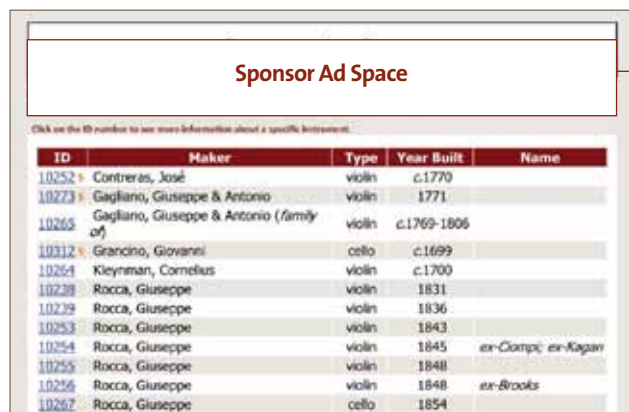 Sponsor Ad Space
Click on the ID number to see more information about a specific instrument.
ID Maker Type Year Built Name
10252 $ Contreras, José violin c.1770
10273 $ Gagliano, Giuseppe & Antonio violin 1771
10265 Gagliano, Giuseppe & Antonio (family of) violin c.1769-1806
10312 $ Grancino, Giovanni cello c.1699
10264 Kleynman, Cornelius violin c.1700
10238 Rocca, Giuseppe violin 1831
10239 Rocca, Giuseppe violin 1836
10253 Rocca, Giuseppe violin 1843
10254 Rocca, Giuseppe violin 1845 ex-Ciompi; ex-Kagan
10255 Rocca, Giuseppe violin 1848
10256 Rocca, Giuseppe violin 1848 ex-Brooks
10267 Rocca, Giuseppe cello 1854